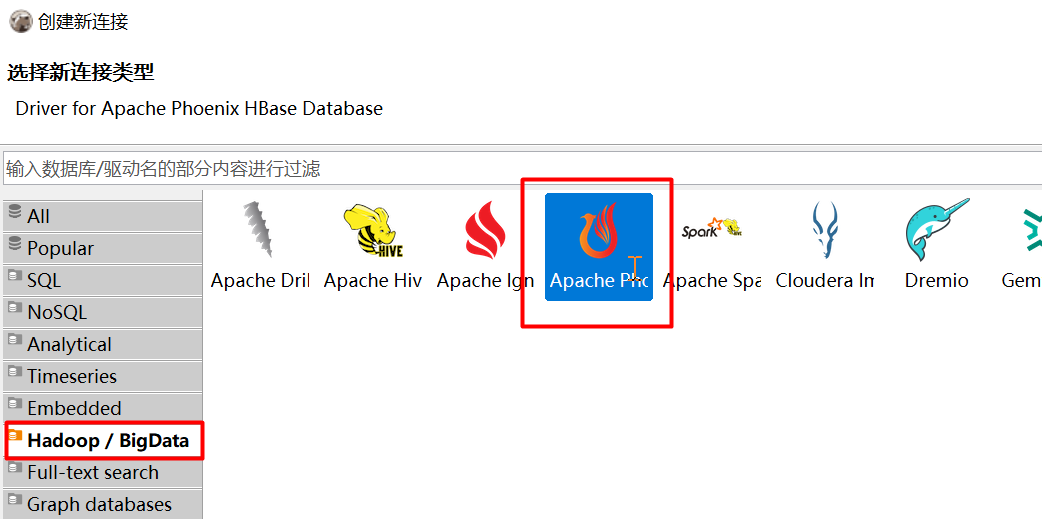 创建新连接
选择新连接类型
Driver for Apache Phoenix HBase Database
输入数据库/驱动名的部分内容进行过滤
All
Popular
SQL
NoSQL
Analytical
Timeseries
Embedded
Hadoop / BigData
Full-text search
Graph databases
HIVE
Spark
Apache Dril
Apache Hiv
Apache Ign
Apache Pho
Apache Spa
Cloudera Im
Dremio
Gem